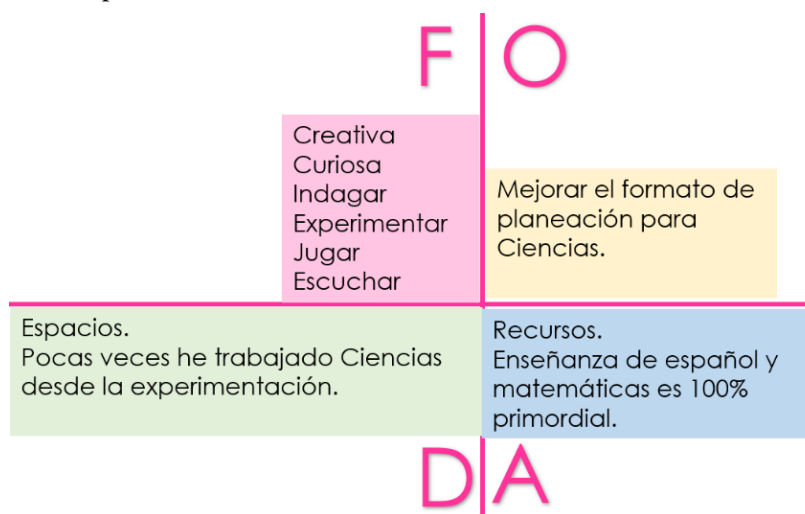 F O
Creativa
Curiosa
Indagar
Experimentar
Jugar
Escuchar
Mejorar el formato de
planeación para
Ciencias.
Espacios.
Pocas veces he trabajado Ciencias
desde la experimentación.
Recursos.
Enseñanza de español y
matemáticas es 100%
primordial.
D A